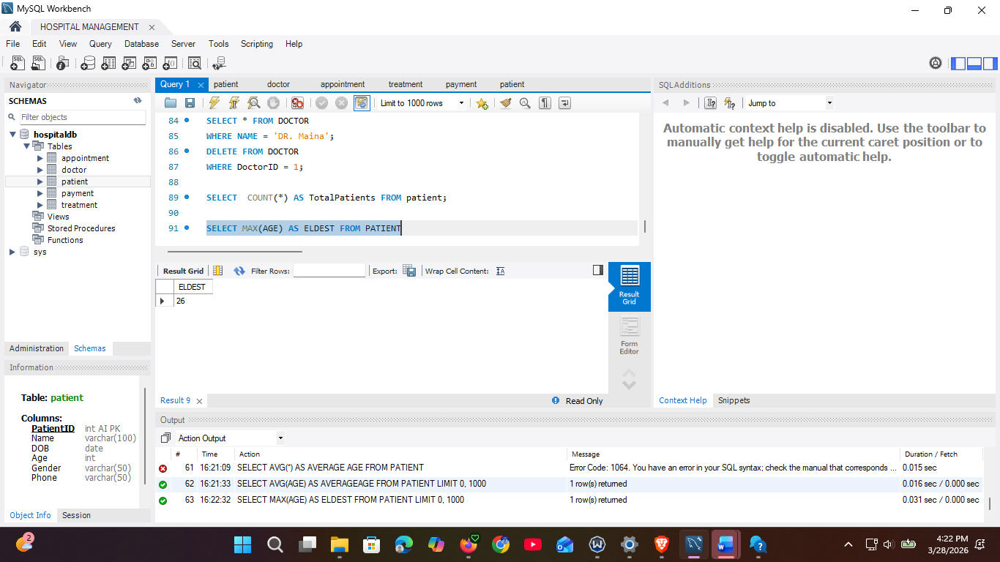 MySQL Workbench
HOSPITAL MANAGEMENT
File Edit View Query Database Server Tools Scripting Help
Navigator
SCHEMAS
Filter objects
hospitaldb
Tables
appointment
doctor
patient
payment
treatment
Views
Stored Procedures
Functions
sys
Administration Schemas
Information
Table: patient
Columns:
PatientID int AI PK
Name varchar(100)
DOB date
Age int
Gender varchar(50)
Phone varchar(50)
Object Info Session
Query 1 patient doctor appointment treatment payment patient
Limit to 1000 rows
84 SELECT * FROM DOCTOR
85 WHERE NAME = 'DR. Maina';
86 DELETE FROM DOCTOR
87 WHERE DoctorID = 1;
88
89 SELECT COUNT(*) AS TotalPatients FROM patient;
90
91 SELECT MAX(AGE) AS ELDEST FROM PATIENT
Result Grid Filter Rows: Export: Wrap Cell Content:
ELDEST
26
Result Grid
Form Editor
Result 9 Read Only
SQLAdditions
Jump to
Automatic context help is disabled. Use the toolbar to
manually get help for the current caret position or to
toggle automatic help.
Context Help Snippets
Output
Action Output
# Time Action Message Duration / Fetch
61 16:21:09 SELECT AVG(*) AS AVERAGE AGE FROM PATIENT Error Code: 1064. You have an error in your SQL syntax; check the manual that corresponds ... 0.015 sec
62 16:21:33 SELECT AVG(AGE) AS AVERAGEAGE FROM PATIENT LIMIT 0, 1000 1 row(s) returned 0.016 sec / 0.000 sec
63 16:22:32 SELECT MAX(AGE) AS ELDEST FROM PATIENT LIMIT 0, 1000 1 row(s) returned 0.031 sec / 0.000 sec
2
4:22 PM
3/28/2026